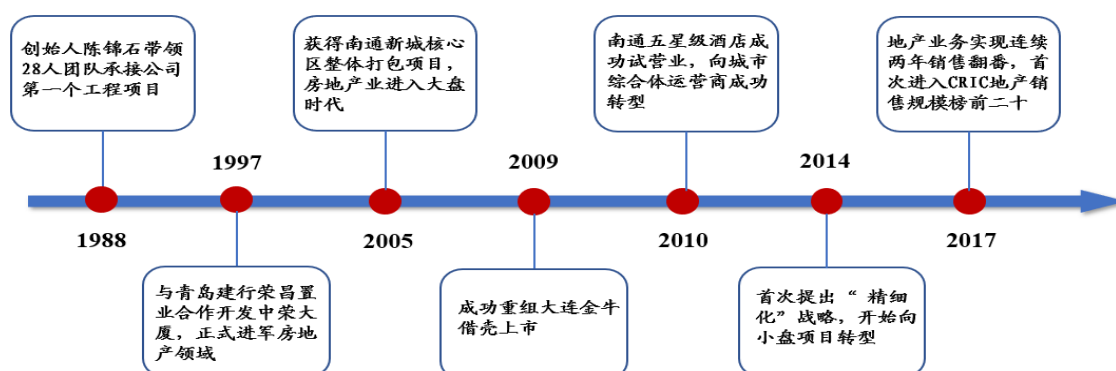 创始人陈锦石带领
28人团队承接公司
第一个工程项目
获得南通新城核心
区整体打包项目，
房地产业进入大盘
时代
南通五星级酒店成
功试营业，向城市
综合体运营商成功
转型
地产业务实现连续
两年销售翻番，首
次进入CRIC地产销
售规模榜前二十
1997
2009
2014
1988
2005
2010
2017
与青岛建行荣昌置
业合作开发中荣大
厦，正式进军房地
产领域
成功重组大连金牛
借壳上市
首次提出“ 精细
化”战略，开始向
小盘项目转型